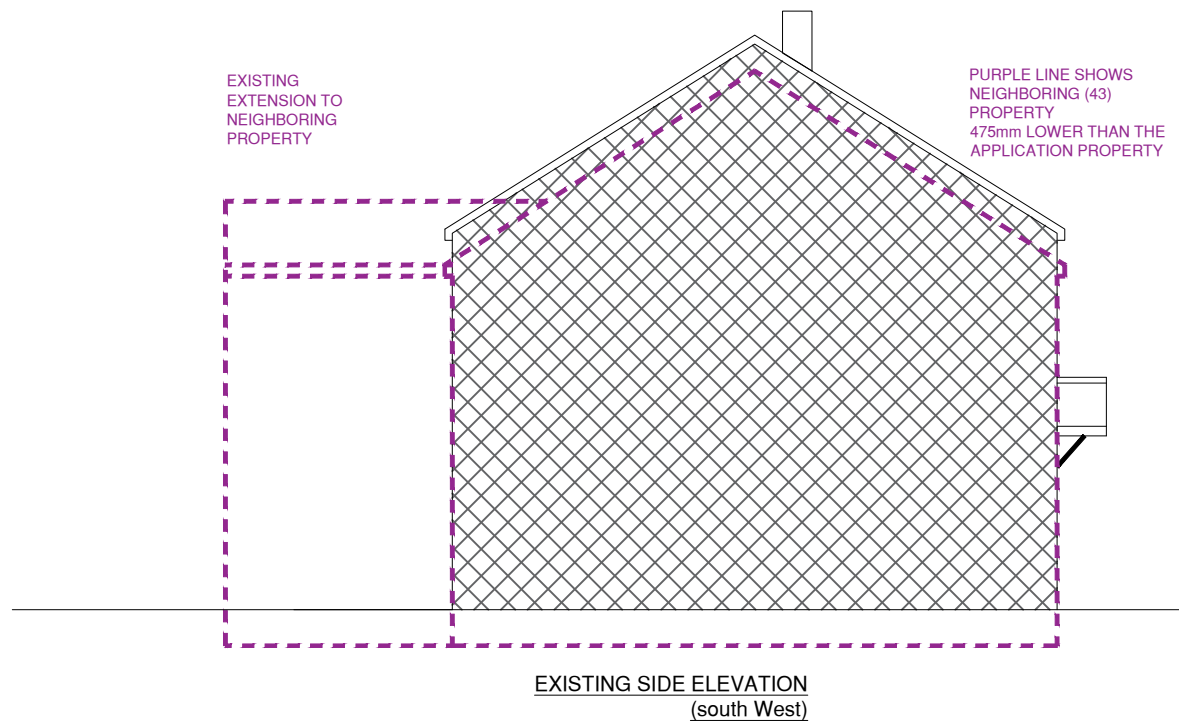 EXISTING
EXTENSION TO
NEIGHBORING
PROPERTY
PURPLE LINE SHOWS
NEIGHBORING (43)
PROPERTY
475mm LOWER THAN THE
APPLICATION PROPERTY
EXISTING SIDE ELEVATION
(south West)